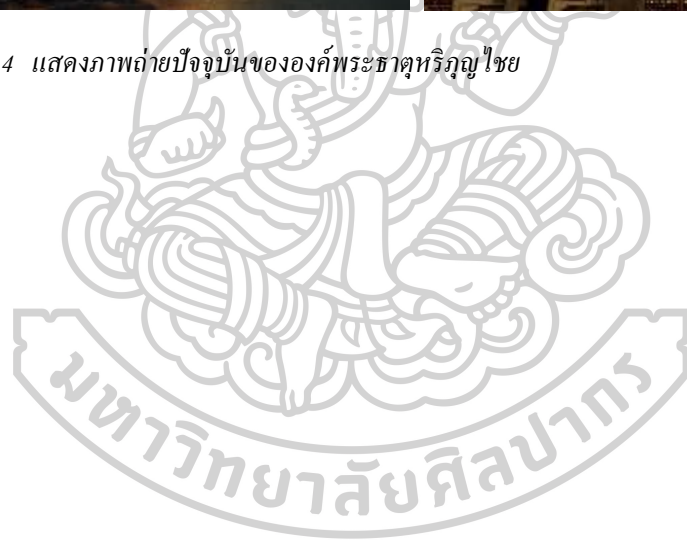 4 แสดงภาพถ่ายปัจจุบันขององค์พระธาตุหริภุญไชย
มหาวิทยาลัยศิลปากร